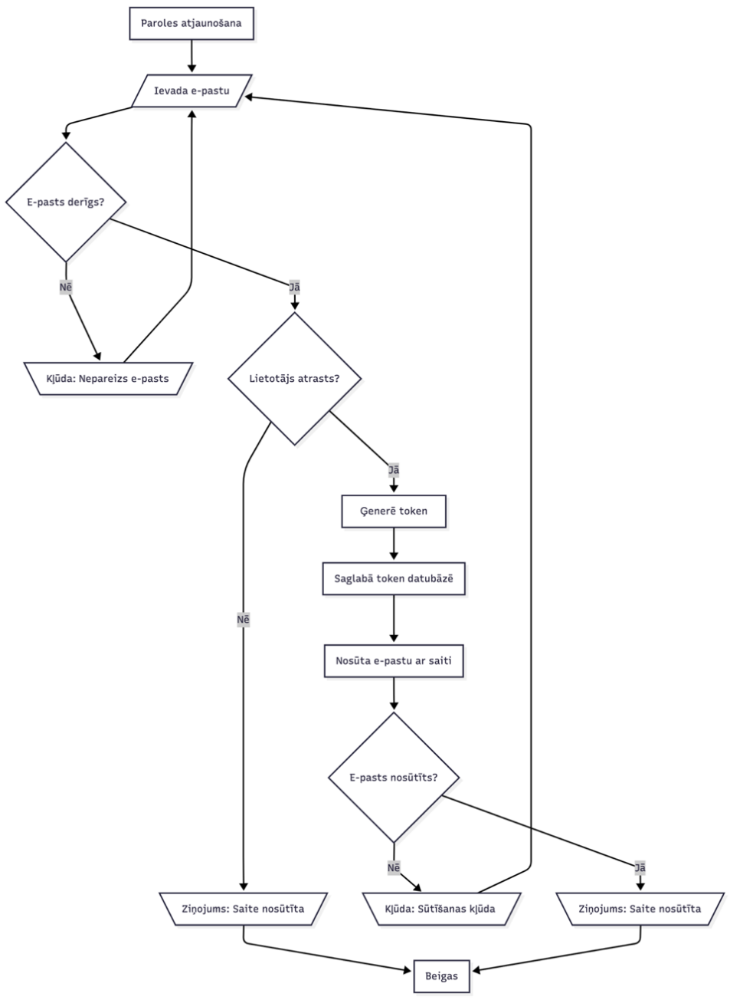 Paroles atjaunošana
Ievada e-pastu
E-pasts derīgs?
Nē
Jā
Kļūda: Nepareizs e-pasts
Lietotājs atrasts?
Jā
Ģenerē token
Saglabā token datubāzē
Nē
Nosūta e-pastu ar saiti
E-pasts nosūtīts?
Nē
Jā
Ziņojums: Saite nosūtīta
Kļūda: Sūtīšanas kļūda
Ziņojums: Saite nosūtīta
Beigas